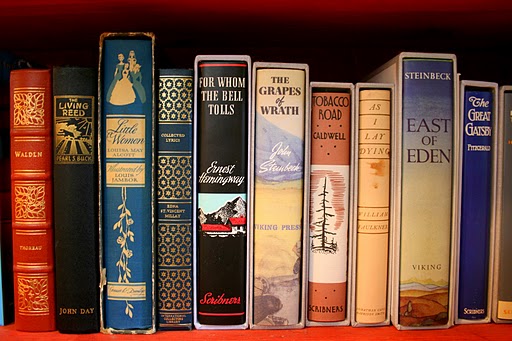 WALDEN
THOREAU
THE
LIVING
REED
PEARL S. BUCK
JOHN DAY
Little
Women
LOUISA MAY
ALCOTT
Illustrated by
LOUIS
JAMBOR
COLLECTED
LYRICS
EDNA
ST. VINCENT
MILLAY
FOR WHOM
THE BELL
TOLLS
Ernest
Hemingway
Scribners
THE
GRAPES
of
WRATH
John
Steinbeck
VIKING PRESS
TOBACCO
ROAD
CALDWELL
SCRIBNERS
AS
I
LAY
DYING
WILLIAM
FAULKNER
STEINBECK
EAST
OF
EDEN
VIKING
The
GREAT
GATSBY
FITZGERALD
SCRIBNERS